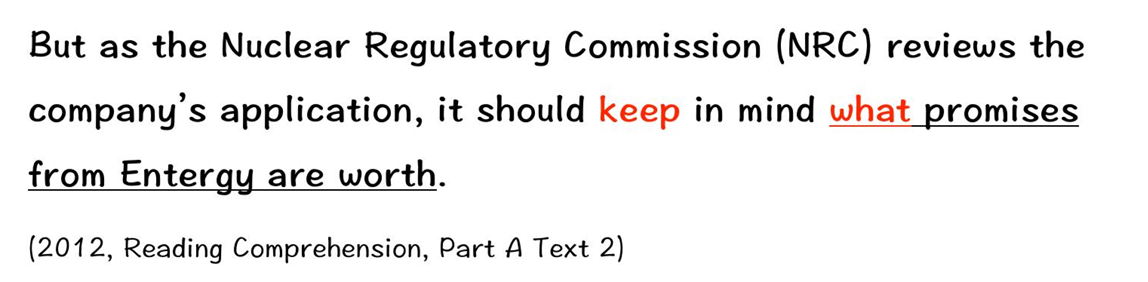 But as the Nuclear Regulatory Commission (NRC) reviews the
company’s application, it should keep in mind what promises
from Entergy are worth.
(2012, Reading Comprehension, Part A Text 2)